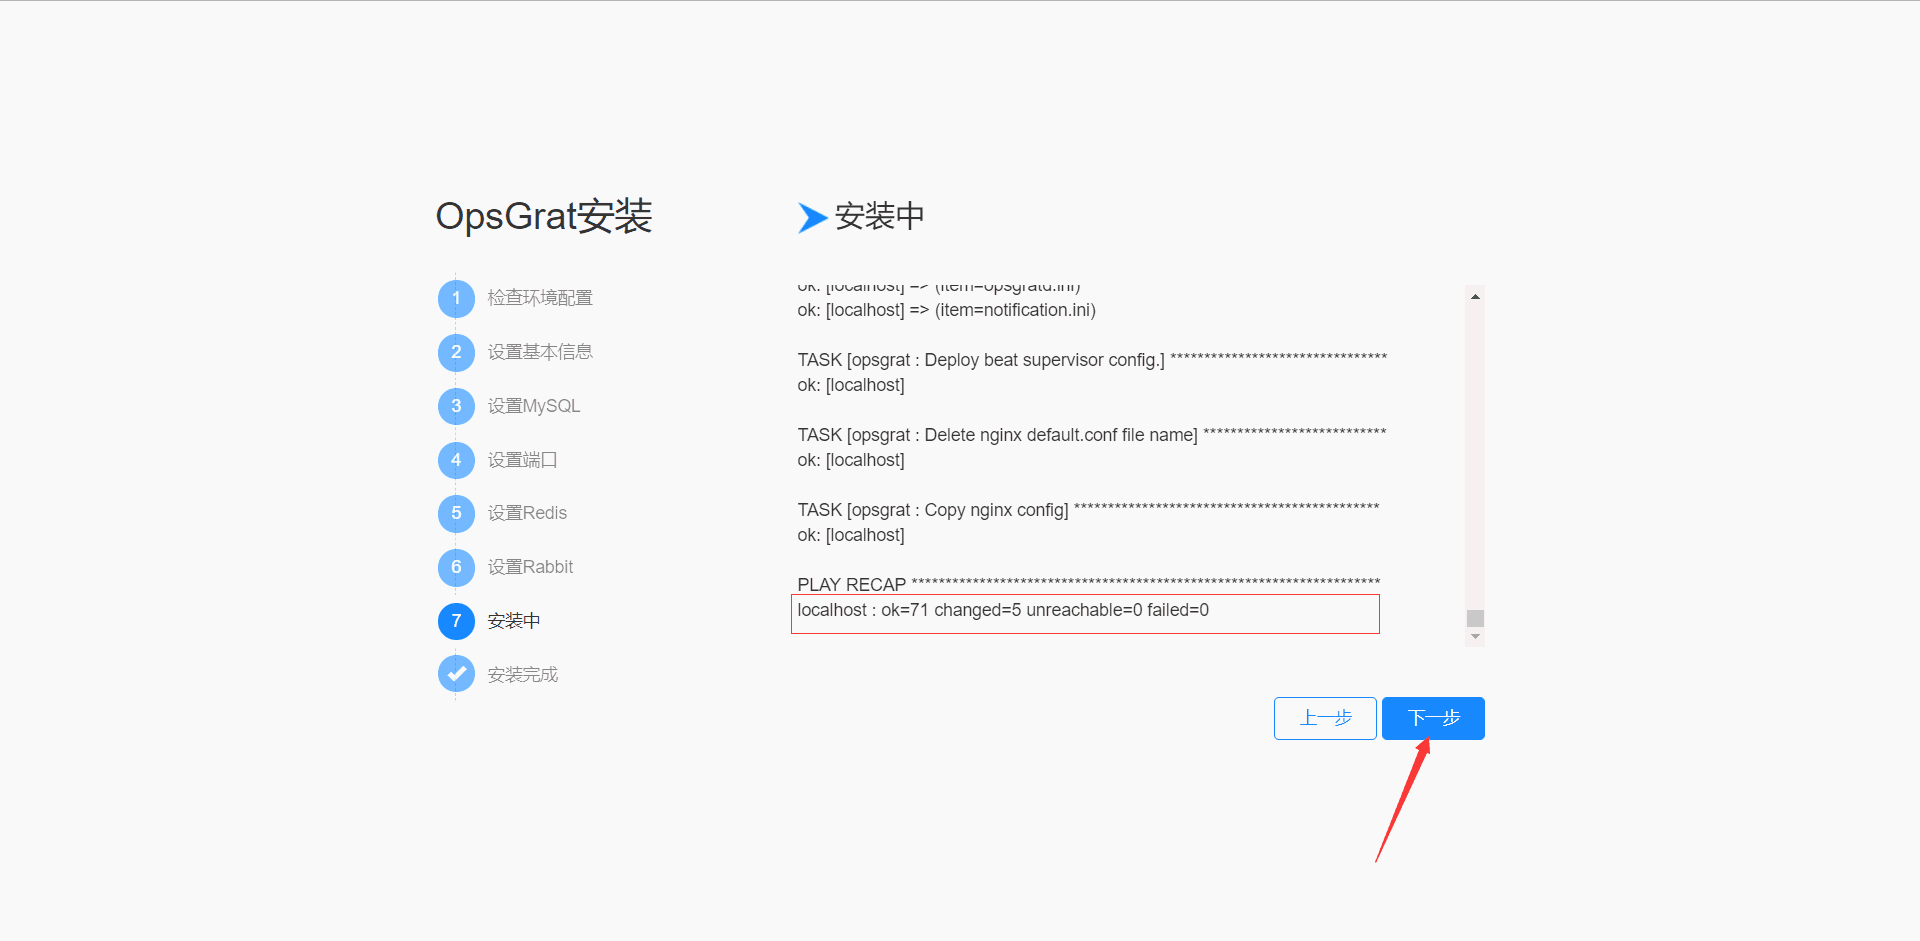 OpsGrat安装
1 检查环境配置
2 设置基本信息
3 设置MySQL
4 设置端口
5 设置Redis
6 设置Rabbit
7 安装中
安装完成
安装中
ok: [localhost] => (item=opsgratd.ini)
ok: [localhost] => (item=notification.ini)
TASK [opsgrat : Deploy beat supervisor config.] ********************************
ok: [localhost]
TASK [opsgrat : Delete nginx default.conf file name] ***************************
ok: [localhost]
TASK [opsgrat : Copy nginx config] *********************************************
ok: [localhost]
PLAY RECAP *********************************************************************
localhost : ok=71 changed=5 unreachable=0 failed=0
上一步 下一步